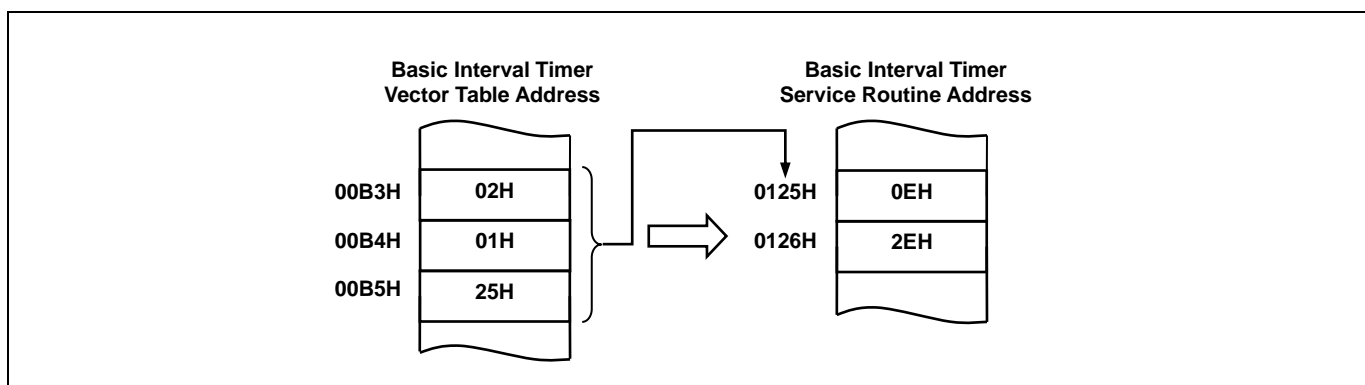 Basic Interval Timer
Vector Table Address
00B3H 02H
00B4H 01H
00B5H 25H
Basic Interval Timer
Service Routine Address
0125H 0EH
0126H 2EH